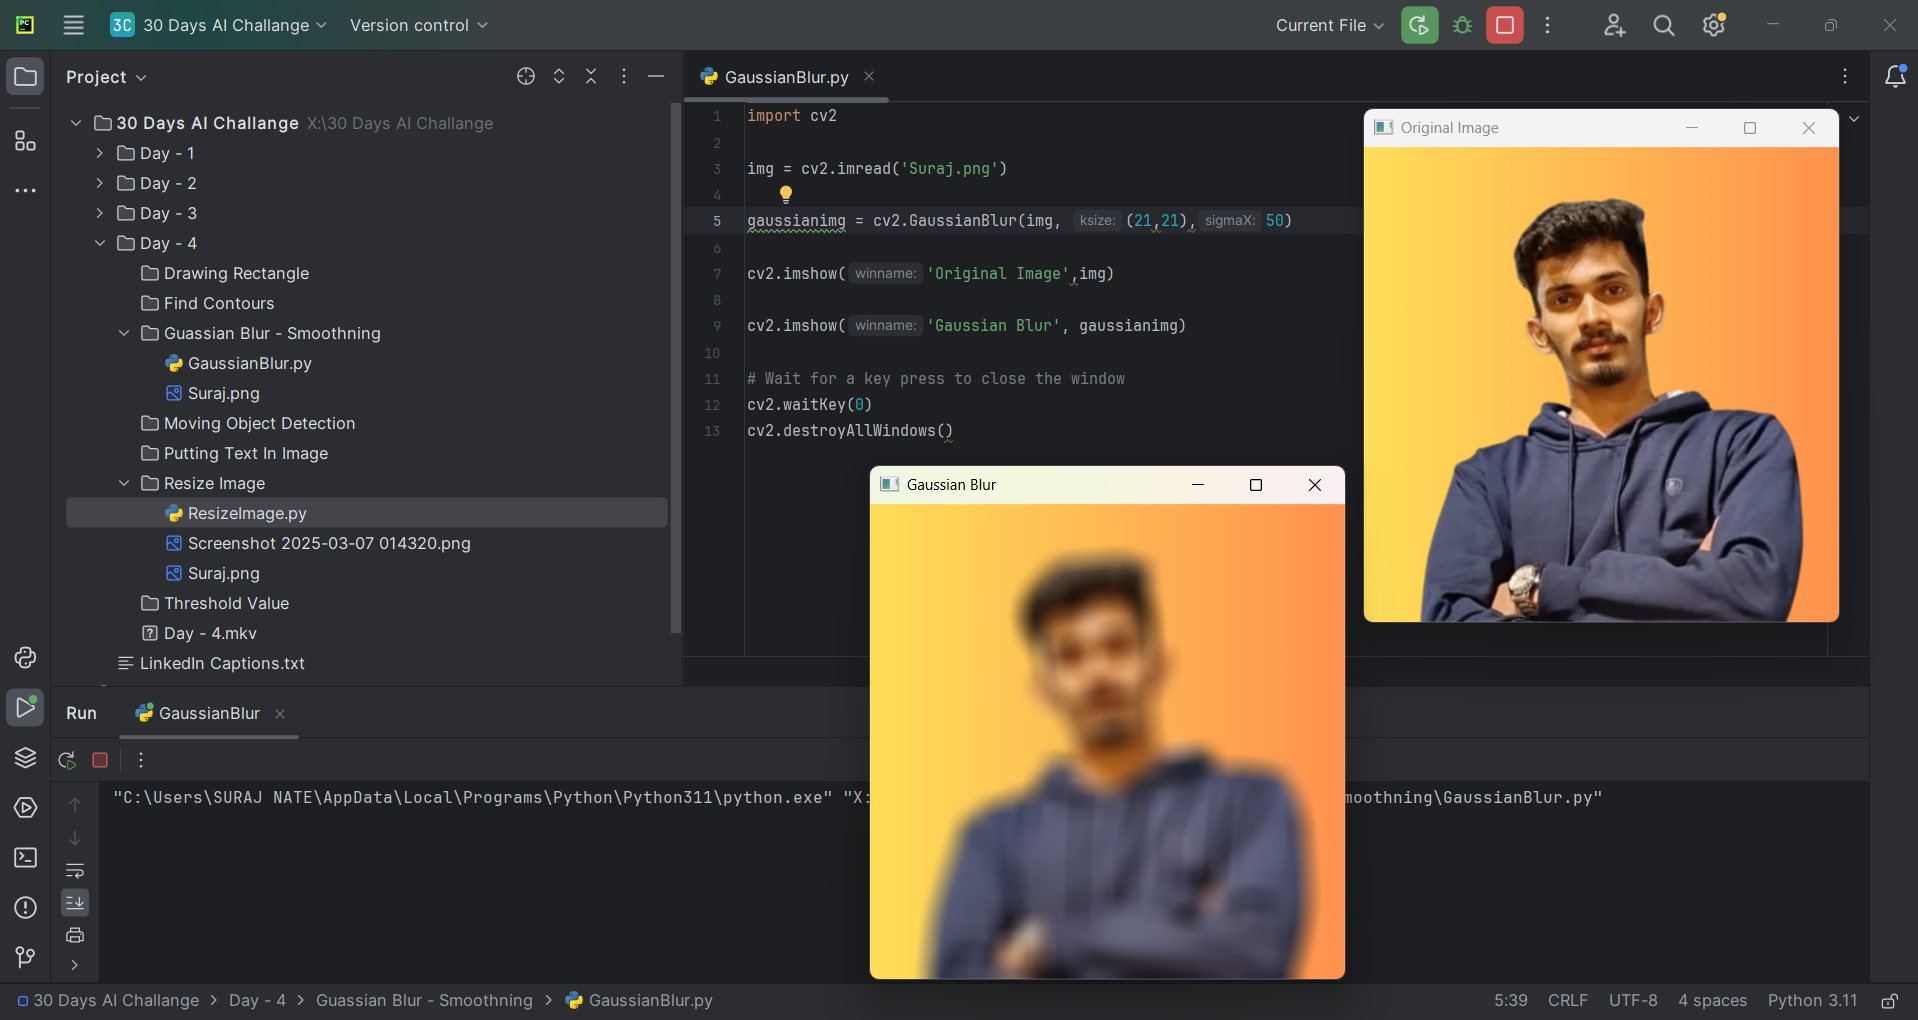 PC
3C 30 Days AI Challange Version control Current File
Project
30 Days AI Challange X:\30 Days AI Challange
Day - 1
Day - 2
Day - 3
Day - 4
Drawing Rectangle
Find Contours
Guassian Blur - Smoothning
GaussianBlur.py
Suraj.png
Moving Object Detection
Putting Text In Image
Resize Image
ResizeImage.py
Screenshot 2025-03-07 014320.png
Suraj.png
Threshold Value
Day - 4.mkv
LinkedIn Captions.txt
GaussianBlur.py
1 import cv2
2
3 img = cv2.imread('Suraj.png')
4
5 gaussianimg = cv2.GaussianBlur(img, ksize: (21,21), sigmaX: 50)
6
7 cv2.imshow( winname: 'Original Image',img)
8
9 cv2.imshow( winname: 'Gaussian Blur', gaussianimg)
10
11 # Wait for a key press to close the window
12 cv2.waitKey(0)
13 cv2.destroyAllWindows()
Original Image
Gaussian Blur
Run GaussianBlur
"C:\Users\SURAJ NATE\AppData\Local\Programs\Python\Python311\python.exe" "X: moothning\GaussianBlur.py"
30 Days AI Challange > Day - 4 > Guassian Blur - Smoothning > GaussianBlur.py 5:39 CRLF UTF-8 4 spaces Python 3.11